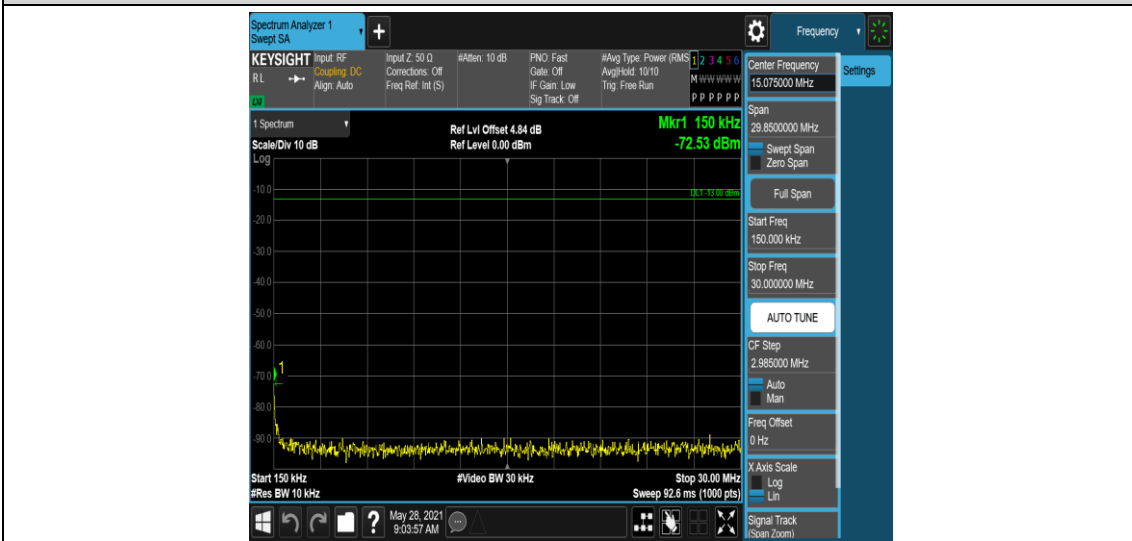 Spectrum Analyzer 1
Swept SA
+
Frequency
KEYSIGHT
RL
LXI
Input: RF
Coupling: DC
Align: Auto
Input Z: 50 Ω
Corrections: Off
Freq Ref: Int (S)
#Atten: 10 dB
PNO: Fast
Gate: Off
IF Gain: Low
Sig Track: Off
#Avg Type: Power (RMS
Avg|Hold: 10/10
Trig: Free Run
1 2 3 4 5 6
M W W W W W
P P P P P P
1 Spectrum
Scale/Div 10 dB
Log
Ref Lvl Offset 4.84 dB
Ref Level 0.00 dBm
Mkr1 150 kHz
-72.53 dBm
DL1 -13.00 dBm
-10.0
-20.0
-30.0
-40.0
-50.0
-60.0
-70.0
1
-80.0
-90.0
Start 150 kHz
#Res BW 10 kHz
#Video BW 30 kHz
Stop 30.00 MHz
Sweep 92.6 ms (1000 pts)
?
May 28, 2021
9:03:57 AM
Center Frequency
15.075000 MHz
Settings
Span
29.8500000 MHz
Swept Span
Zero Span
Full Span
Start Freq
150.000 kHz
Stop Freq
30.000000 MHz
AUTO TUNE
CF Step
2.985000 MHz
Auto
Man
Freq Offset
0 Hz
X Axis Scale
Log
Lin
Signal Track
(Span Zoom)